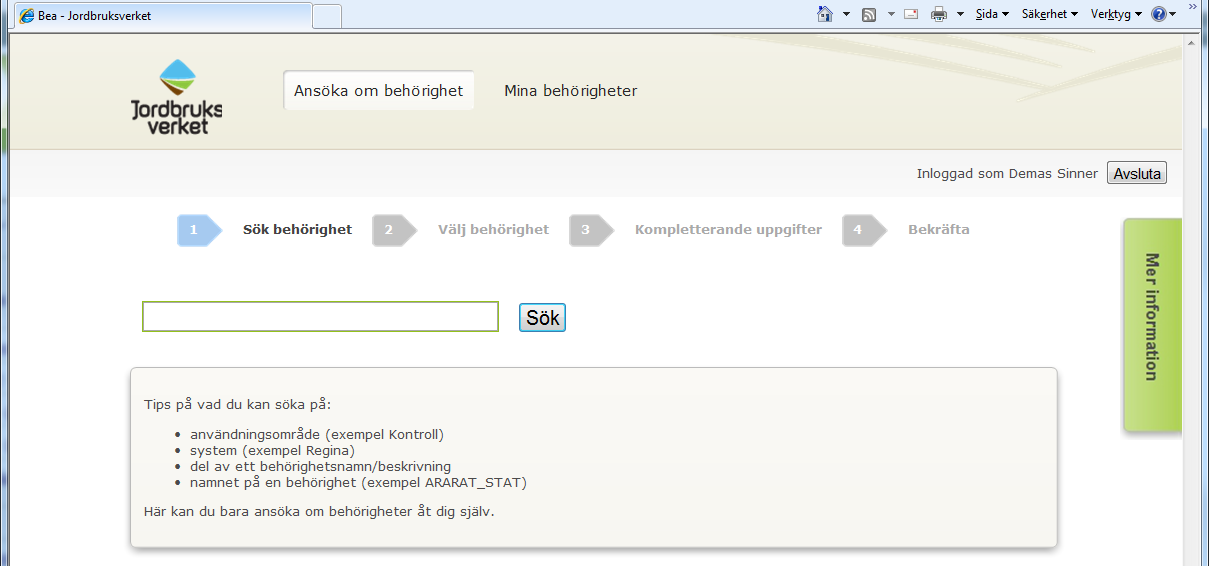 Bea - Jordbruksverket
Sida Säkerhet Verktyg
Jordbruks
verket
Ansöka om behörighet Mina behörigheter
Inloggad som Demas Sinner Avsluta
1 Sök behörighet 2 Välj behörighet 3 Kompletterande uppgifter 4 Bekräfta
Mer information
Sök
Tips på vad du kan söka på:
• användningsområde (exempel Kontroll)
• system (exempel Regina)
• del av ett behörighetsnamn/beskrivning
• namnet på en behörighet (exempel ARARAT_STAT)
Här kan du bara ansöka om behörigheter åt dig själv.